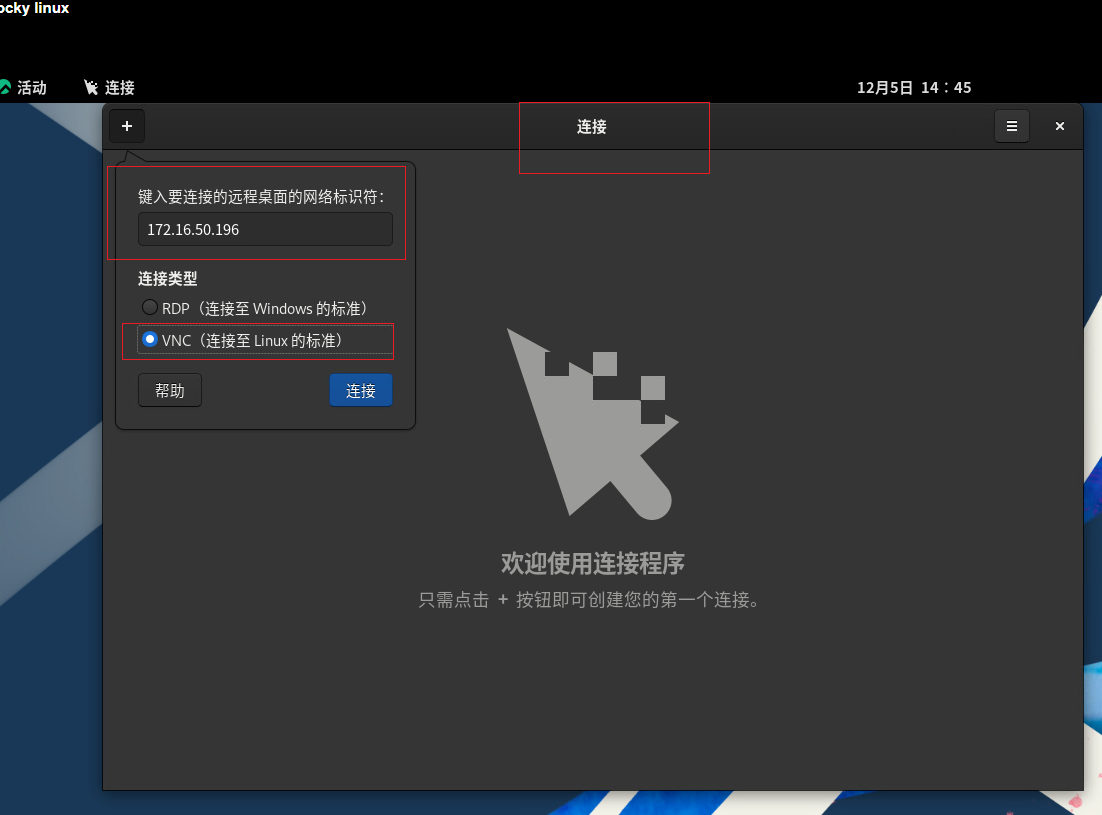 ocky linux
活动 连接 12月5日 14：45
+ 连接
键入要连接的远程桌面的网络标识符：
172.16.50.196
连接类型
RDP（连接至 Windows 的标准）
VNC（连接至 Linux 的标准）
帮助 连接
欢迎使用连接程序
只需点击 + 按钮即可创建您的第一个连接。